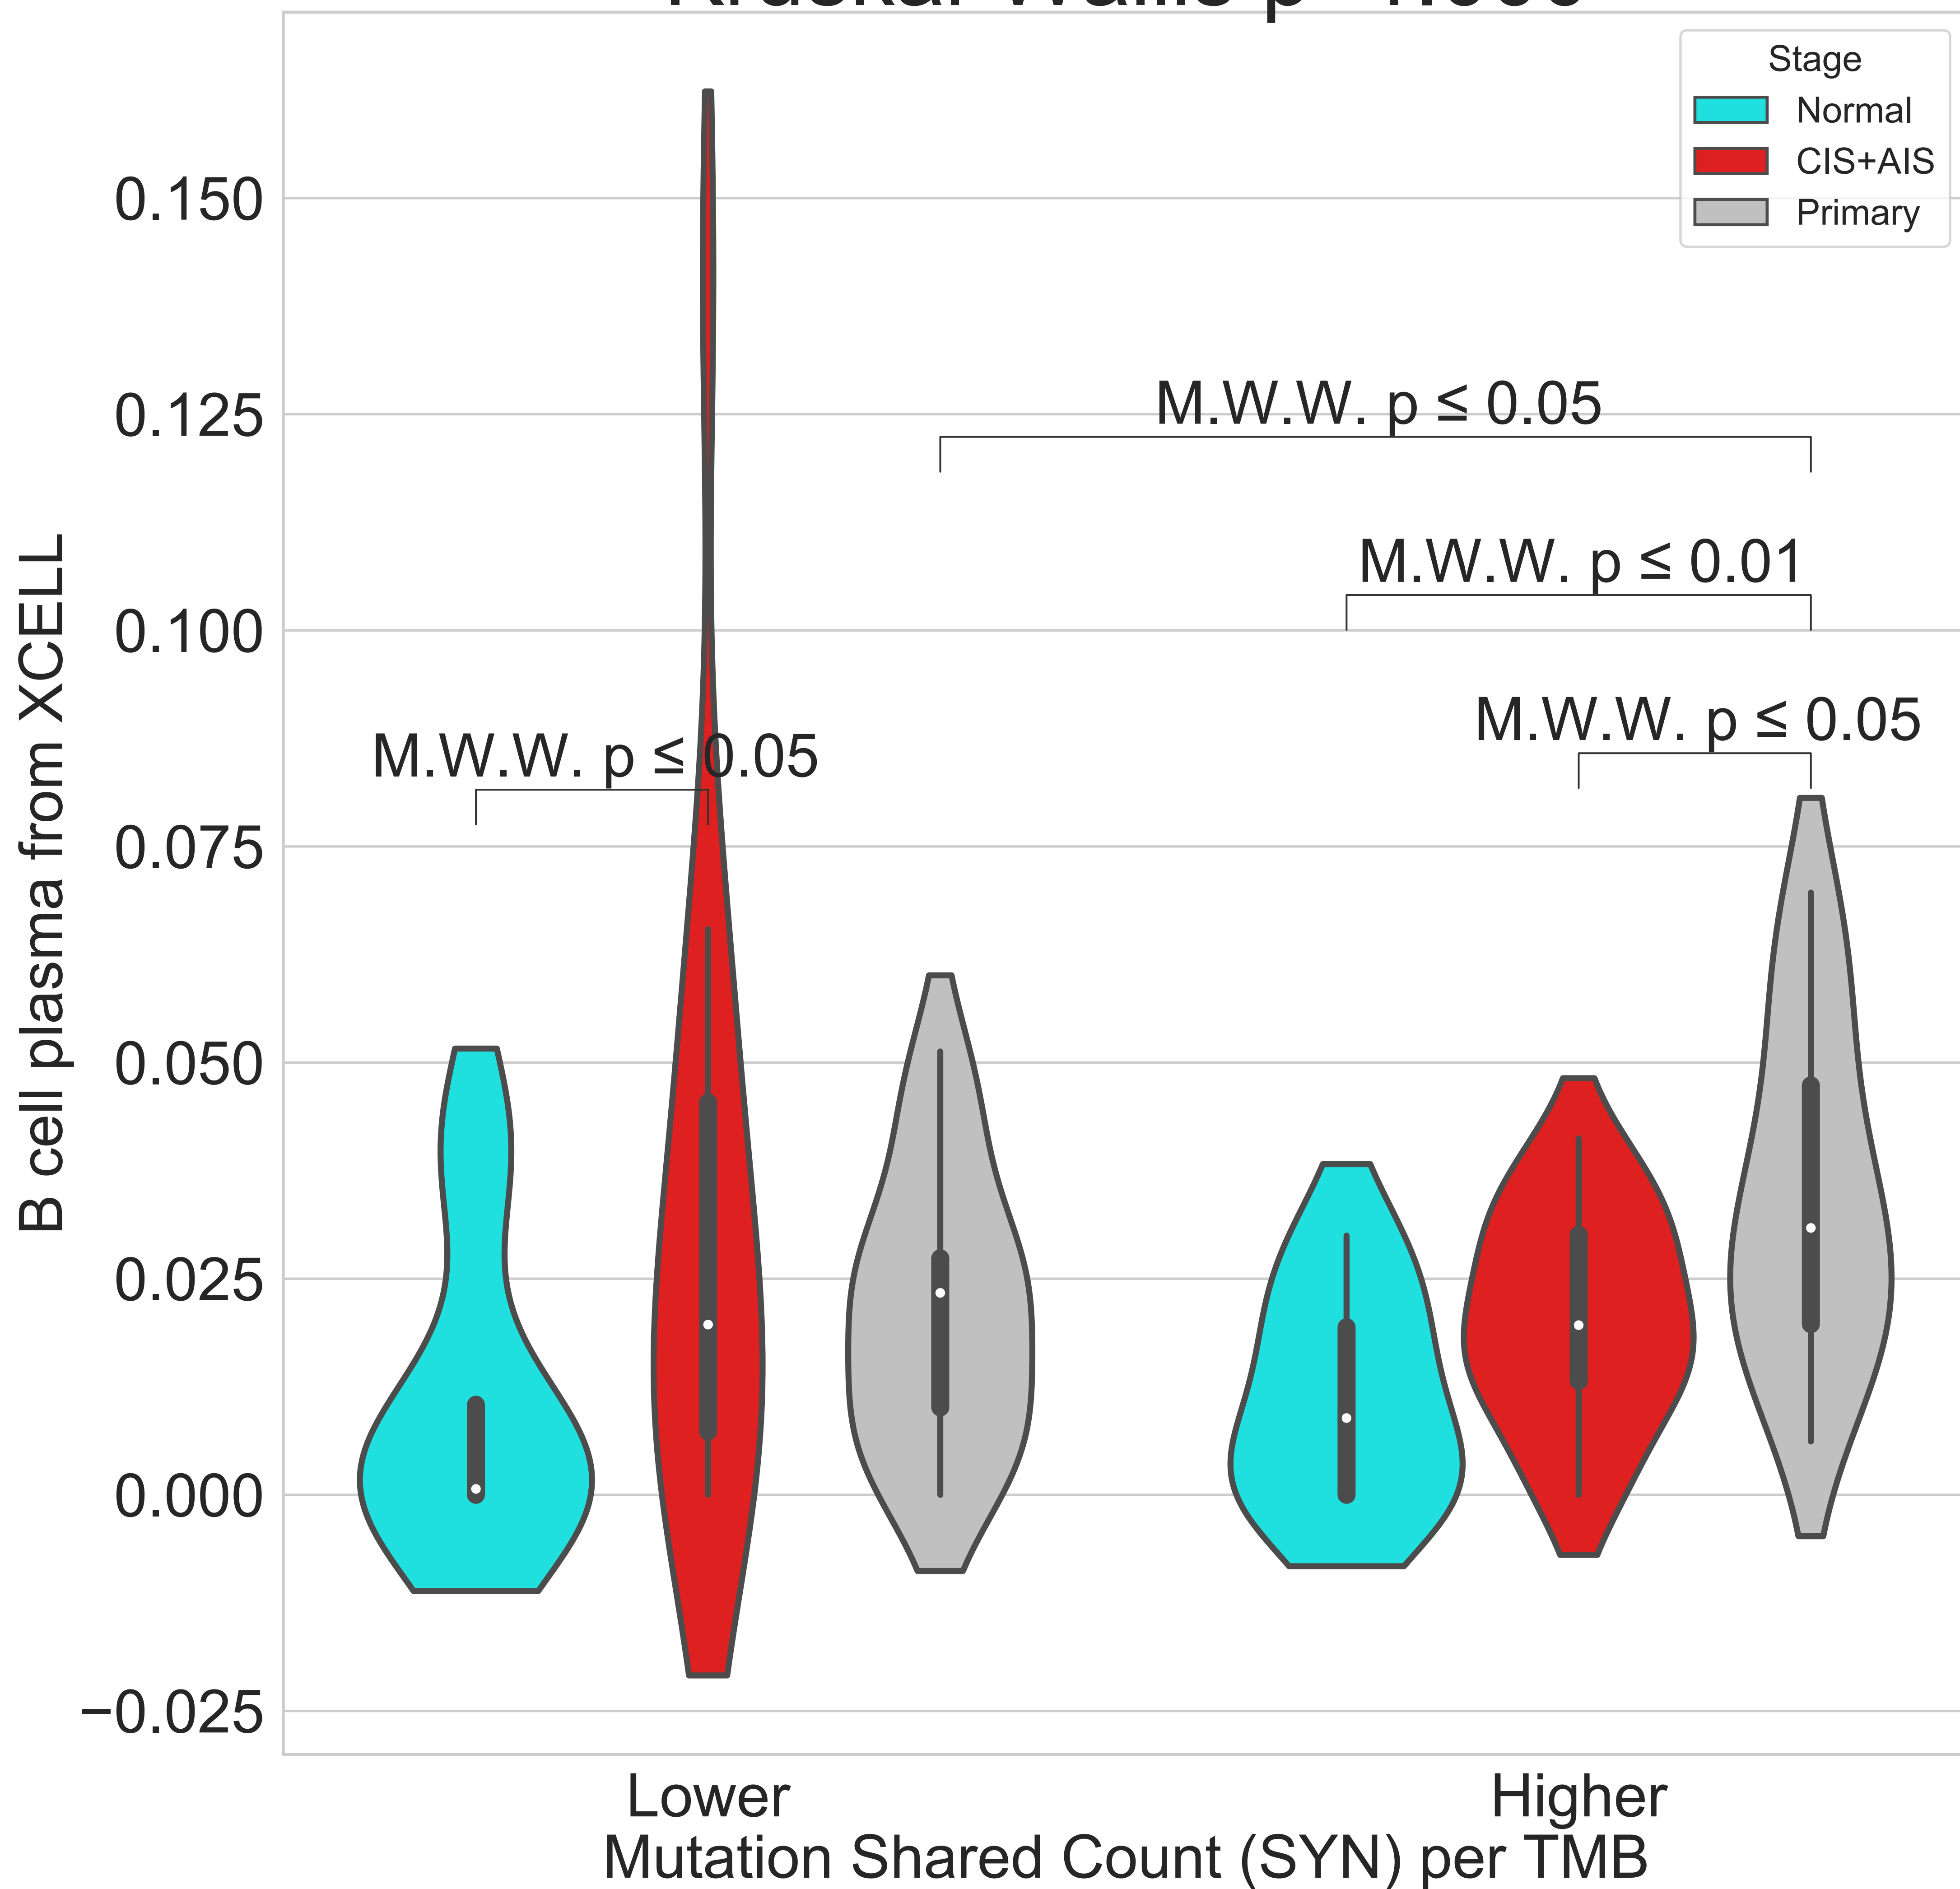 Stage
Normal
CIS+AIS
Primary
0.150
0.125
0.100
0.075
0.050
0.025
0.000
−0.025
B cell plasma from XCELL
M.W.W. p ≤ 0.05
M.W.W. p ≤ 0.01
M.W.W. p ≤ 0.05
M.W.W. p ≤ 0.05
Lower
Higher
Mutation Shared Count (SYN) per TMB